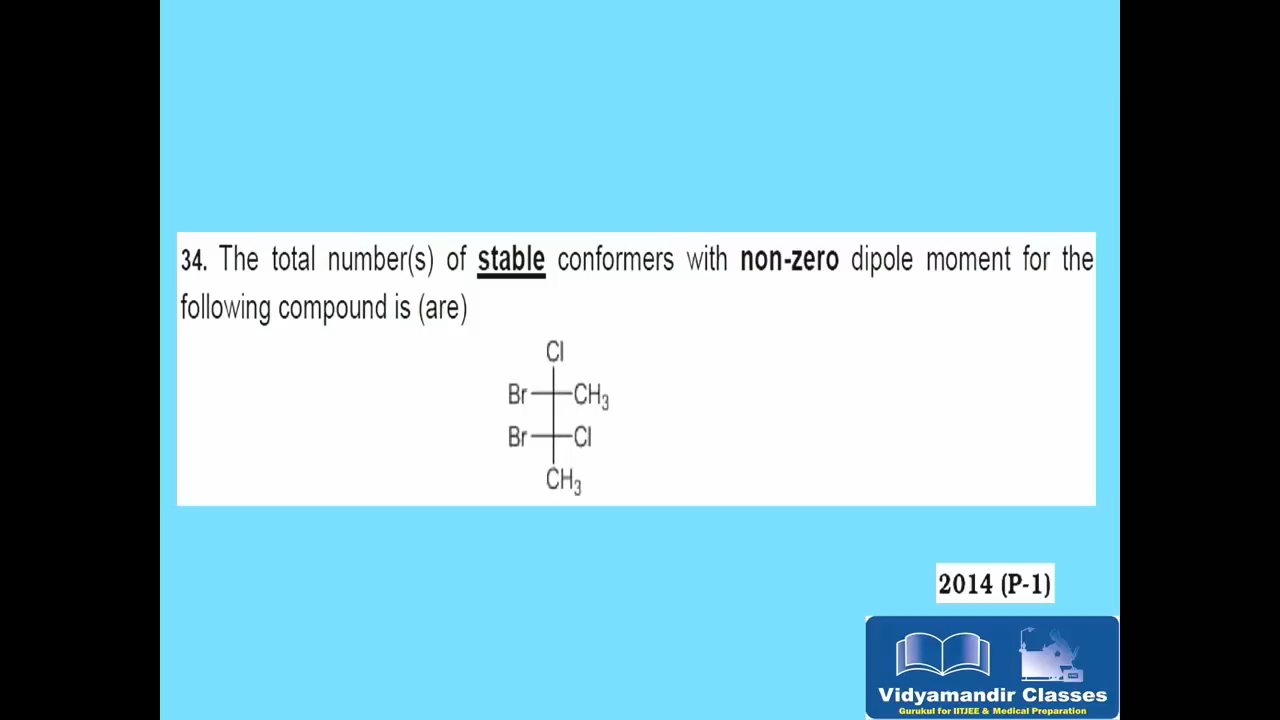 34. The total number(s) of stable conformers with non-zero dipole moment for the
following compound is (are)
Cl
Br CH3
Br Cl
CH3
2014 (P-1)
Vidyamandir Classes
Gurukul for IITJEE & Medical Preparation